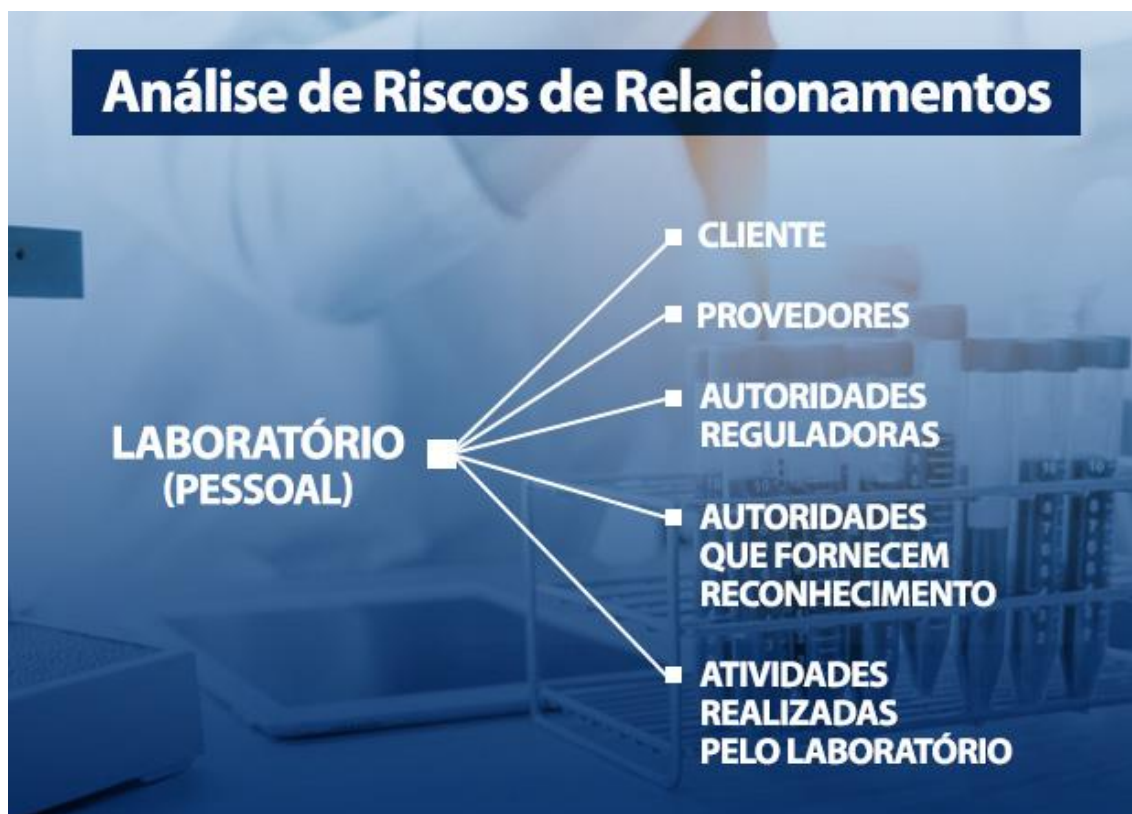 Análise de Riscos de Relacionamentos
CLIENTE
PROVEDORES
AUTORIDADES
REGULADORAS
LABORATÓRIO
(PESSOAL)
AUTORIDADES
QUE FORNECEM
RECONHECIMENTO
ATIVIDADES
REALIZADAS
PELO LABORATÓRIO